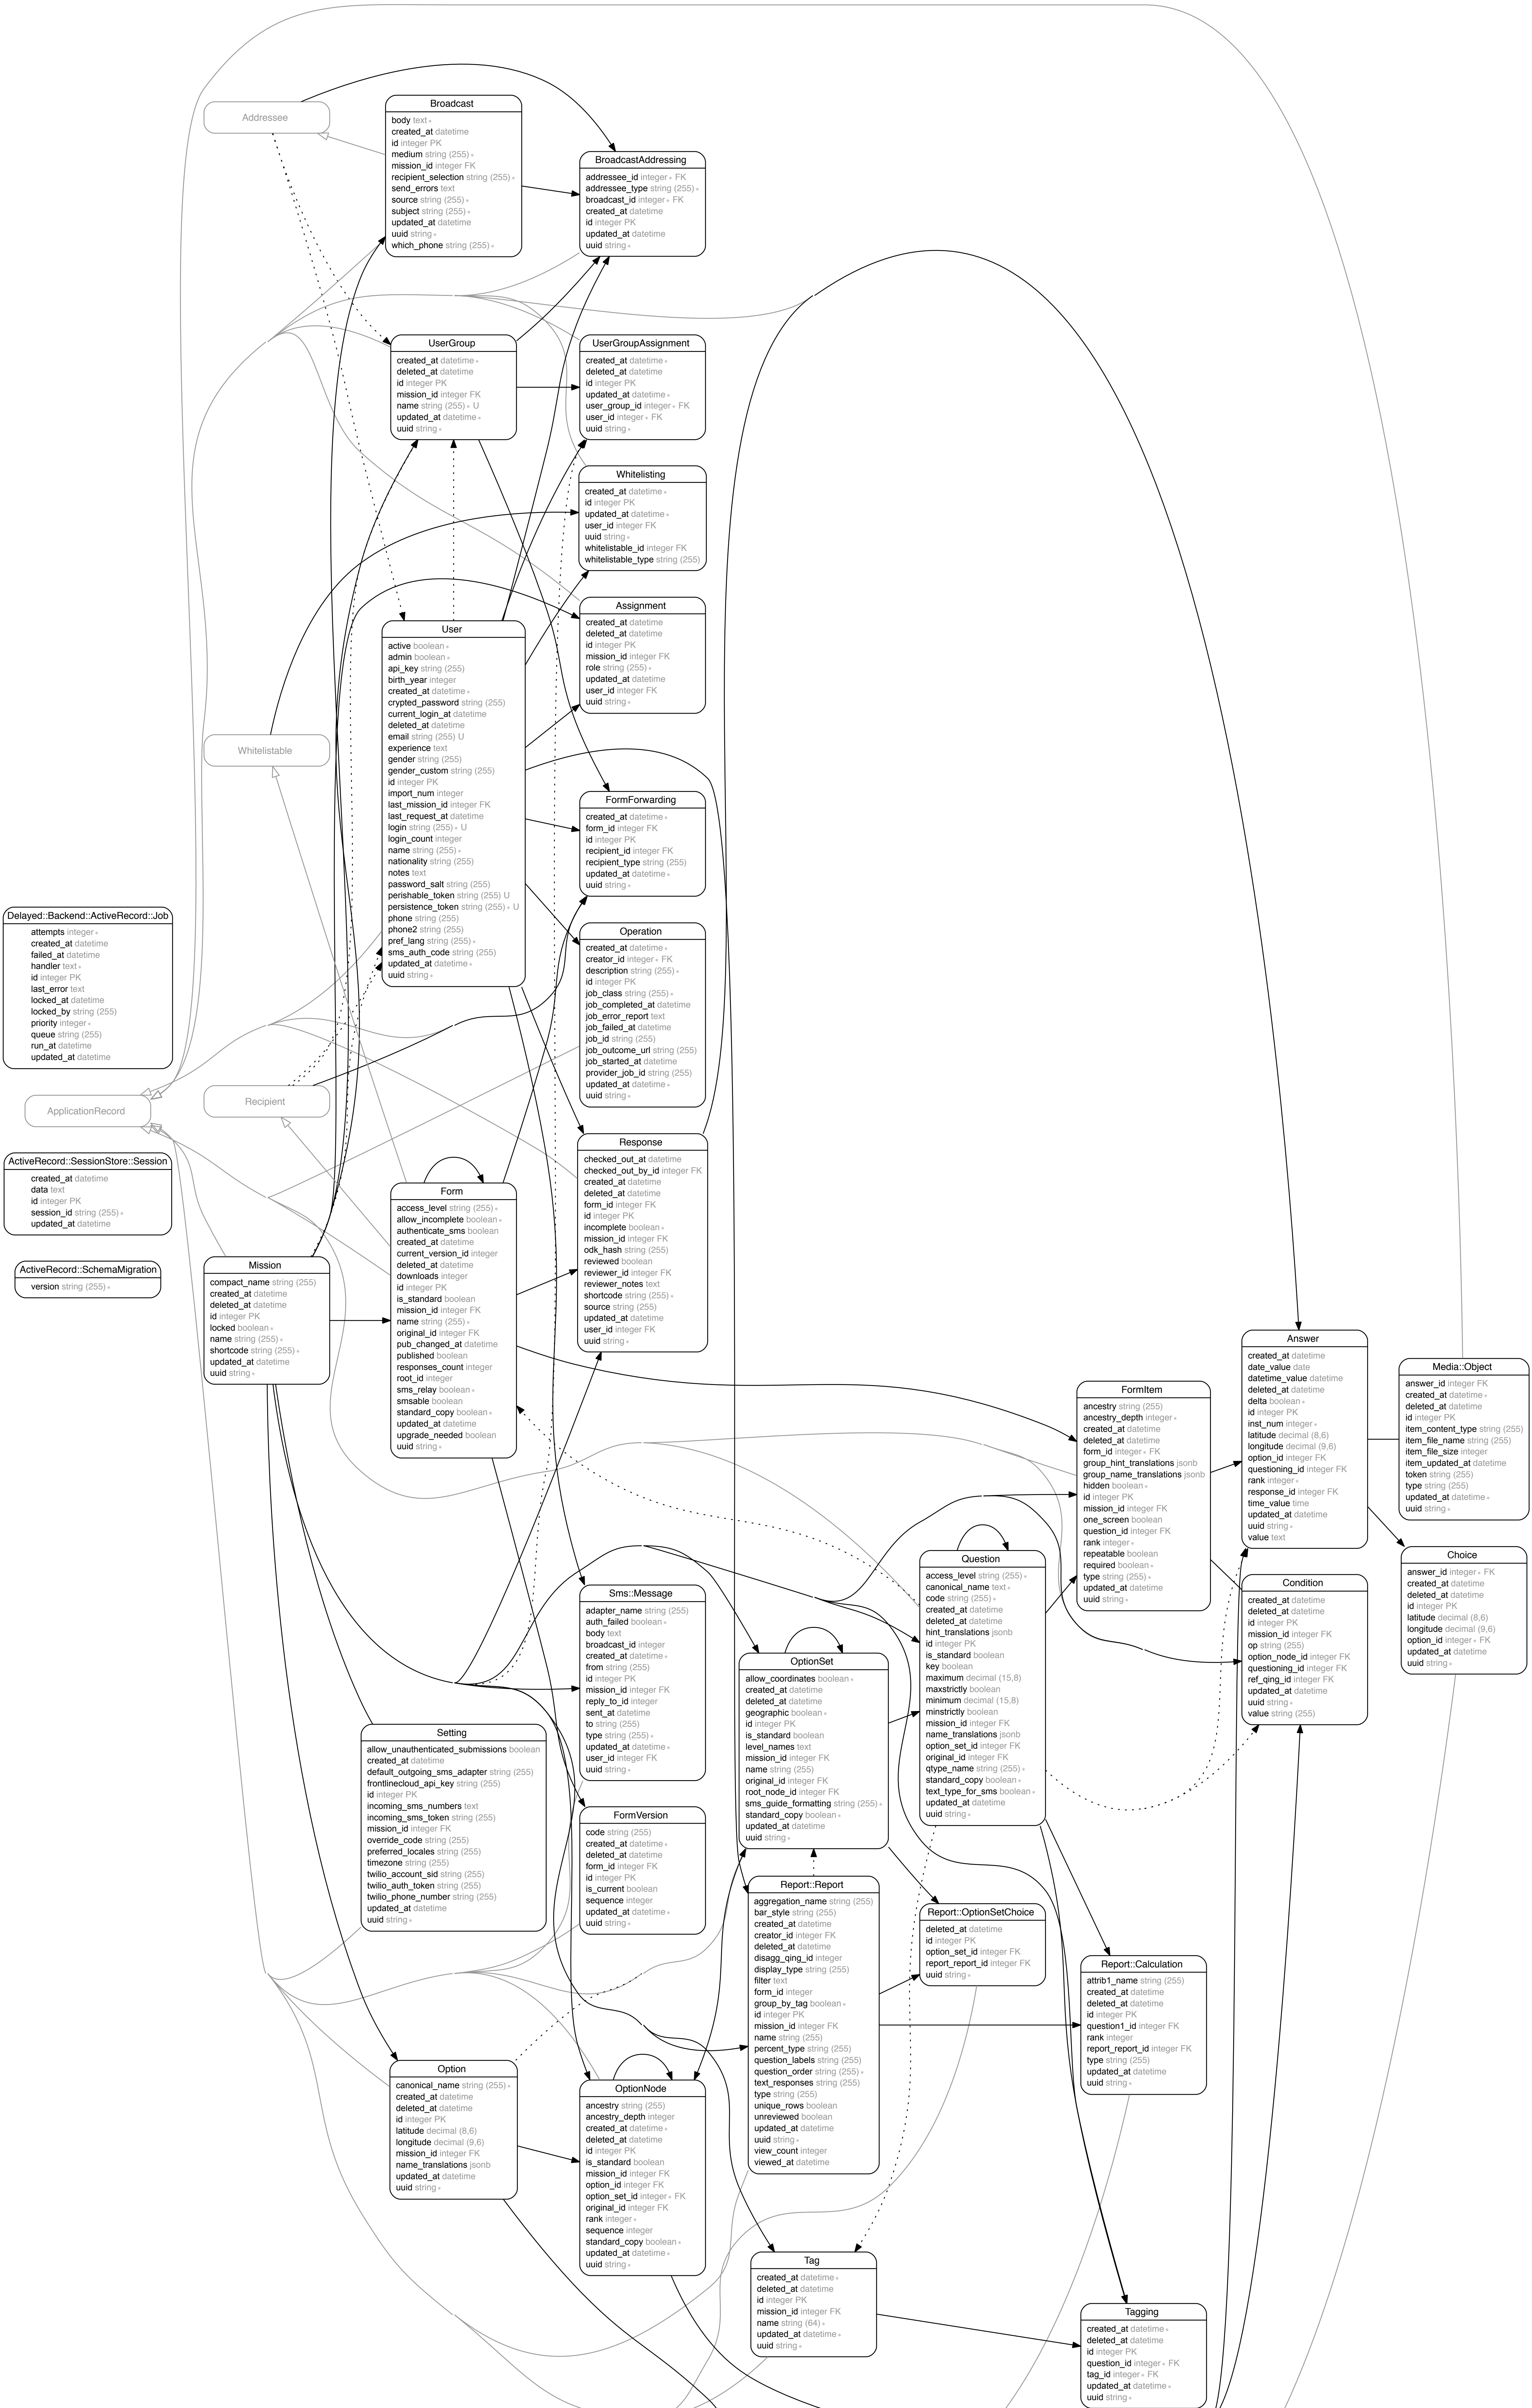 Addressee
Broadcast
body text ∗
created_at datetime
id integer PK
medium string (255) ∗
mission_id integer FK
recipient_selection string (255) ∗
send_errors text
source string (255) ∗
subject string (255) ∗
updated_at datetime
uuid string ∗
which_phone string (255) ∗
BroadcastAddressing
addressee_id integer ∗ FK
addressee_type string (255) ∗
broadcast_id integer ∗ FK
created_at datetime
id integer PK
updated_at datetime
uuid string ∗
UserGroup
created_at datetime ∗
deleted_at datetime
id integer PK
mission_id integer FK
name string (255) ∗ U
updated_at datetime ∗
uuid string ∗
UserGroupAssignment
created_at datetime ∗
deleted_at datetime
id integer PK
updated_at datetime ∗
user_group_id integer ∗ FK
user_id integer ∗ FK
uuid string ∗
Whitelisting
created_at datetime ∗
id integer PK
updated_at datetime ∗
user_id integer FK
uuid string ∗
whitelistable_id integer FK
whitelistable_type string (255)
Assignment
created_at datetime
deleted_at datetime
id integer PK
mission_id integer FK
role string (255) ∗
updated_at datetime
user_id integer FK
uuid string ∗
User
active boolean ∗
admin boolean ∗
api_key string (255)
birth_year integer
created_at datetime ∗
crypted_password string (255)
current_login_at datetime
deleted_at datetime
email string (255) U
experience text
gender string (255)
gender_custom string (255)
id integer PK
import_num integer
last_mission_id integer FK
last_request_at datetime
login string (255) ∗ U
login_count integer
name string (255) ∗
nationality string (255)
notes text
password_salt string (255)
perishable_token string (255) U
persistence_token string (255) ∗ U
phone string (255)
phone2 string (255)
pref_lang string (255) ∗
sms_auth_code string (255)
updated_at datetime ∗
uuid string ∗
Whitelistable
FormForwarding
created_at datetime ∗
form_id integer FK
id integer PK
recipient_id integer FK
recipient_type string (255)
updated_at datetime ∗
uuid string ∗
Delayed::Backend::ActiveRecord::Job
attempts integer ∗
created_at datetime
failed_at datetime
handler text ∗
id integer PK
last_error text
locked_at datetime
locked_by string (255)
priority integer ∗
queue string (255)
run_at datetime
updated_at datetime
Operation
created_at datetime ∗
creator_id integer ∗ FK
description string (255) ∗
id integer PK
job_class string (255) ∗
job_completed_at datetime
job_error_report text
job_failed_at datetime
job_id string (255)
job_outcome_url string (255)
job_started_at datetime
provider_job_id string (255)
updated_at datetime ∗
uuid string ∗
ApplicationRecord
Recipient
ActiveRecord::SessionStore::Session
created_at datetime
data text
id integer PK
session_id string (255) ∗
updated_at datetime
ActiveRecord::SchemaMigration
version string (255) ∗
Response
checked_out_at datetime
checked_out_by_id integer FK
created_at datetime
deleted_at datetime
form_id integer FK
id integer PK
incomplete boolean ∗
mission_id integer FK
odk_hash string (255)
reviewed boolean
reviewer_id integer FK
reviewer_notes text
shortcode string (255) ∗
source string (255)
updated_at datetime
user_id integer FK
uuid string ∗
Form
access_level string (255) ∗
allow_incomplete boolean ∗
authenticate_sms boolean
created_at datetime
current_version_id integer
deleted_at datetime
downloads integer
id integer PK
is_standard boolean
mission_id integer FK
name string (255) ∗
original_id integer FK
pub_changed_at datetime
published boolean
responses_count integer
root_id integer
sms_relay boolean ∗
smsable boolean
standard_copy boolean ∗
updated_at datetime
upgrade_needed boolean
uuid string ∗
Mission
compact_name string (255)
created_at datetime
deleted_at datetime
id integer PK
locked boolean ∗
name string (255) ∗
shortcode string (255) ∗
updated_at datetime
uuid string ∗
Answer
created_at datetime
date_value date
datetime_value datetime
deleted_at datetime
delta boolean ∗
id integer PK
inst_num integer ∗
latitude decimal (8,6)
longitude decimal (9,6)
option_id integer FK
questioning_id integer FK
rank integer ∗
response_id integer FK
time_value time
updated_at datetime
uuid string ∗
value text
Media::Object
answer_id integer FK
created_at datetime ∗
deleted_at datetime
id integer PK
item_content_type string (255)
item_file_name string (255)
item_file_size integer
item_updated_at datetime
token string (255)
type string (255)
updated_at datetime ∗
uuid string ∗
FormItem
ancestry string (255)
ancestry_depth integer ∗
created_at datetime
deleted_at datetime
form_id integer ∗ FK
group_hint_translations jsonb
group_name_translations jsonb
hidden boolean ∗
id integer PK
mission_id integer FK
one_screen boolean
question_id integer FK
rank integer ∗
repeatable boolean
required boolean ∗
type string (255) ∗
updated_at datetime
uuid string ∗
Choice
answer_id integer ∗ FK
created_at datetime
deleted_at datetime
id integer PK
latitude decimal (8,6)
longitude decimal (9,6)
option_id integer ∗ FK
updated_at datetime
uuid string ∗
Question
access_level string (255) ∗
canonical_name text ∗
code string (255) ∗
created_at datetime
deleted_at datetime
hint_translations jsonb
id integer PK
is_standard boolean
key boolean
maximum decimal (15,8)
maxstrictly boolean
minimum decimal (15,8)
minstrictly boolean
mission_id integer FK
name_translations jsonb
option_set_id integer FK
original_id integer FK
qtype_name string (255) ∗
standard_copy boolean ∗
text_type_for_sms boolean ∗
updated_at datetime
uuid string ∗
Condition
created_at datetime
deleted_at datetime
id integer PK
mission_id integer FK
op string (255)
option_node_id integer FK
questioning_id integer FK
ref_qing_id integer FK
updated_at datetime
uuid string ∗
value string (255)
Sms::Message
adapter_name string (255)
auth_failed boolean ∗
body text
broadcast_id integer
created_at datetime ∗
from string (255)
id integer PK
mission_id integer FK
reply_to_id integer
sent_at datetime
to string (255)
type string (255) ∗
updated_at datetime ∗
user_id integer FK
uuid string ∗
OptionSet
allow_coordinates boolean ∗
created_at datetime
deleted_at datetime
geographic boolean ∗
id integer PK
is_standard boolean
level_names text
mission_id integer FK
name string (255)
original_id integer FK
root_node_id integer FK
sms_guide_formatting string (255) ∗
standard_copy boolean ∗
updated_at datetime
uuid string ∗
Setting
allow_unauthenticated_submissions boolean
created_at datetime
default_outgoing_sms_adapter string (255)
frontlinecloud_api_key string (255)
id integer PK
incoming_sms_numbers text
incoming_sms_token string (255)
mission_id integer FK
override_code string (255)
preferred_locales string (255)
timezone string (255)
twilio_account_sid string (255)
twilio_auth_token string (255)
twilio_phone_number string (255)
updated_at datetime
uuid string ∗
FormVersion
code string (255)
created_at datetime ∗
deleted_at datetime
form_id integer FK
id integer PK
is_current boolean
sequence integer
updated_at datetime ∗
uuid string ∗
Report::Report
aggregation_name string (255)
bar_style string (255)
created_at datetime
creator_id integer FK
deleted_at datetime
disagg_qing_id integer
display_type string (255)
filter text
form_id integer
group_by_tag boolean ∗
id integer PK
mission_id integer FK
name string (255)
percent_type string (255)
question_labels string (255)
question_order string (255) ∗
text_responses string (255)
type string (255)
unique_rows boolean
unreviewed boolean
updated_at datetime
uuid string ∗
view_count integer
viewed_at datetime
Report::OptionSetChoice
deleted_at datetime
id integer PK
option_set_id integer FK
report_report_id integer FK
uuid string ∗
Report::Calculation
attrib1_name string (255)
created_at datetime
deleted_at datetime
id integer PK
question1_id integer FK
rank integer
report_report_id integer FK
type string (255)
updated_at datetime
uuid string ∗
Option
canonical_name string (255) ∗
created_at datetime
deleted_at datetime
id integer PK
latitude decimal (8,6)
longitude decimal (9,6)
mission_id integer FK
name_translations jsonb
updated_at datetime
uuid string ∗
OptionNode
ancestry string (255)
ancestry_depth integer
created_at datetime ∗
deleted_at datetime
id integer PK
is_standard boolean
mission_id integer FK
option_id integer FK
option_set_id integer ∗ FK
original_id integer FK
rank integer ∗
sequence integer
standard_copy boolean ∗
updated_at datetime ∗
uuid string ∗
Tag
created_at datetime ∗
deleted_at datetime
id integer PK
mission_id integer FK
name string (64) ∗
updated_at datetime ∗
uuid string ∗
Tagging
created_at datetime ∗
deleted_at datetime
id integer PK
question_id integer ∗ FK
tag_id integer ∗ FK
updated_at datetime ∗
uuid string ∗